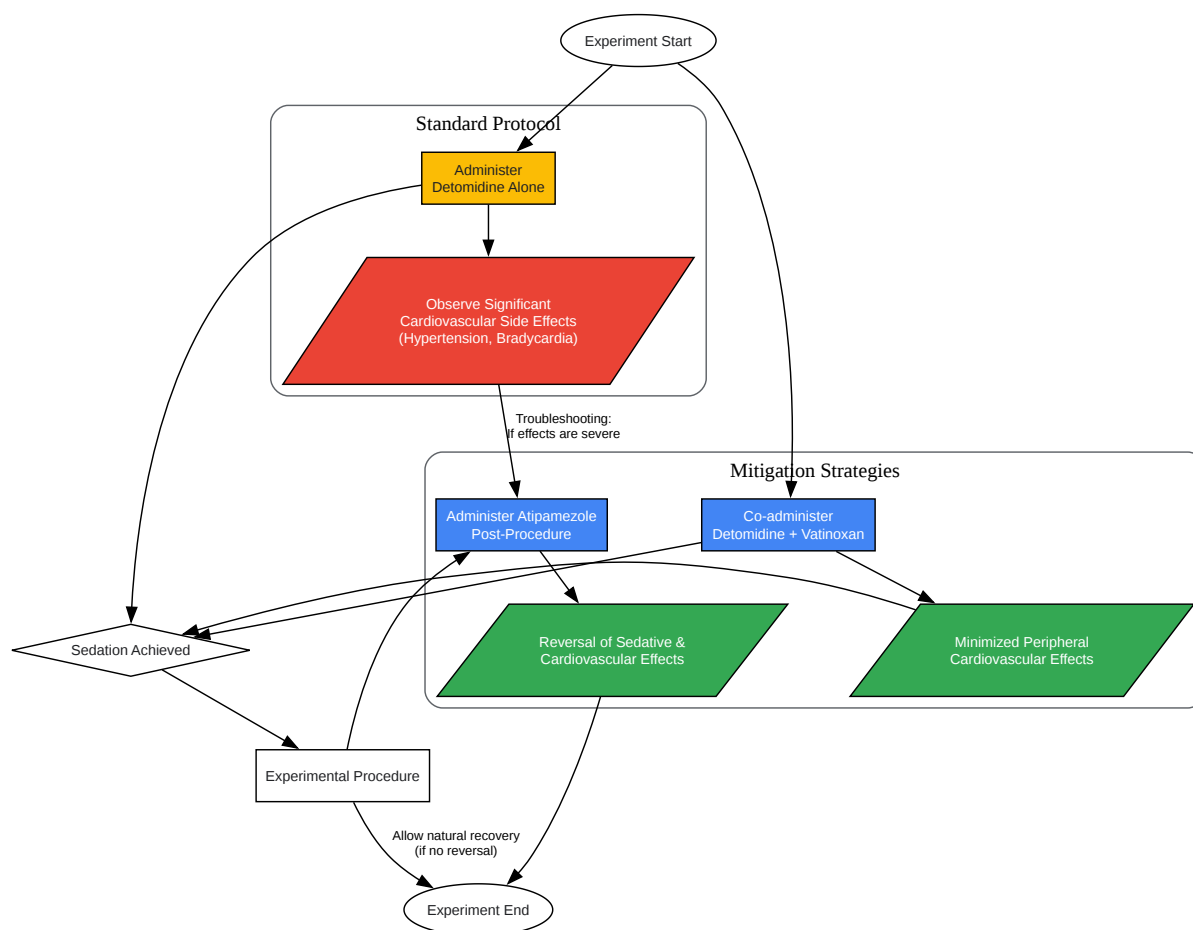 Experiment Start
Standard Protocol
Administer
Detomidine Alone
Observe Significant
Cardiovascular Side Effects
(Hypertension, Bradycardia)
Troubleshooting:
If effects are severe
Mitigation Strategies
Administer Atipamezole
Post-Procedure
Co-administer
Detomidine + Vatinoxan
Sedation Achieved
Reversal of Sedative &
Cardiovascular Effects
Minimized Peripheral
Cardiovascular Effects
Experimental Procedure
Allow natural recovery
(if no reversal)
Experiment End